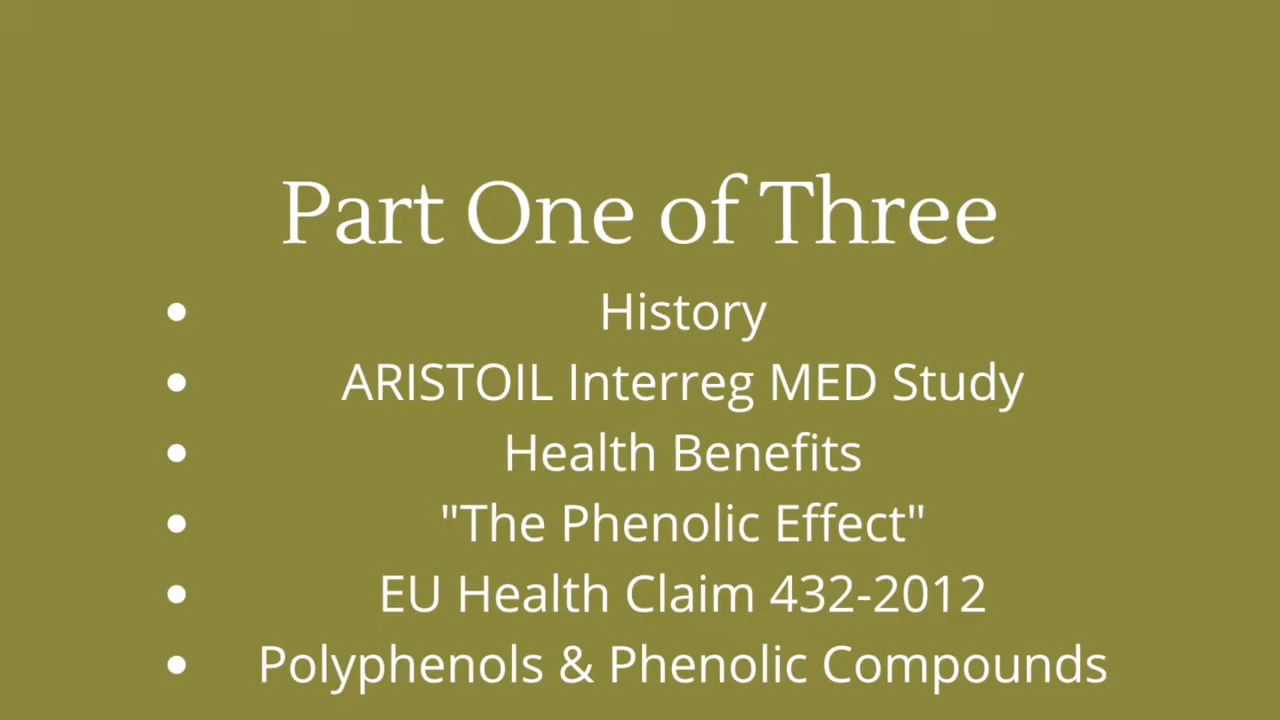 Part One of Three
History
ARISTOIL Interreg MED Study
Health Benefits
"The Phenolic Effect"
EU Health Claim 432-2012
Polyphenols & Phenolic Compounds